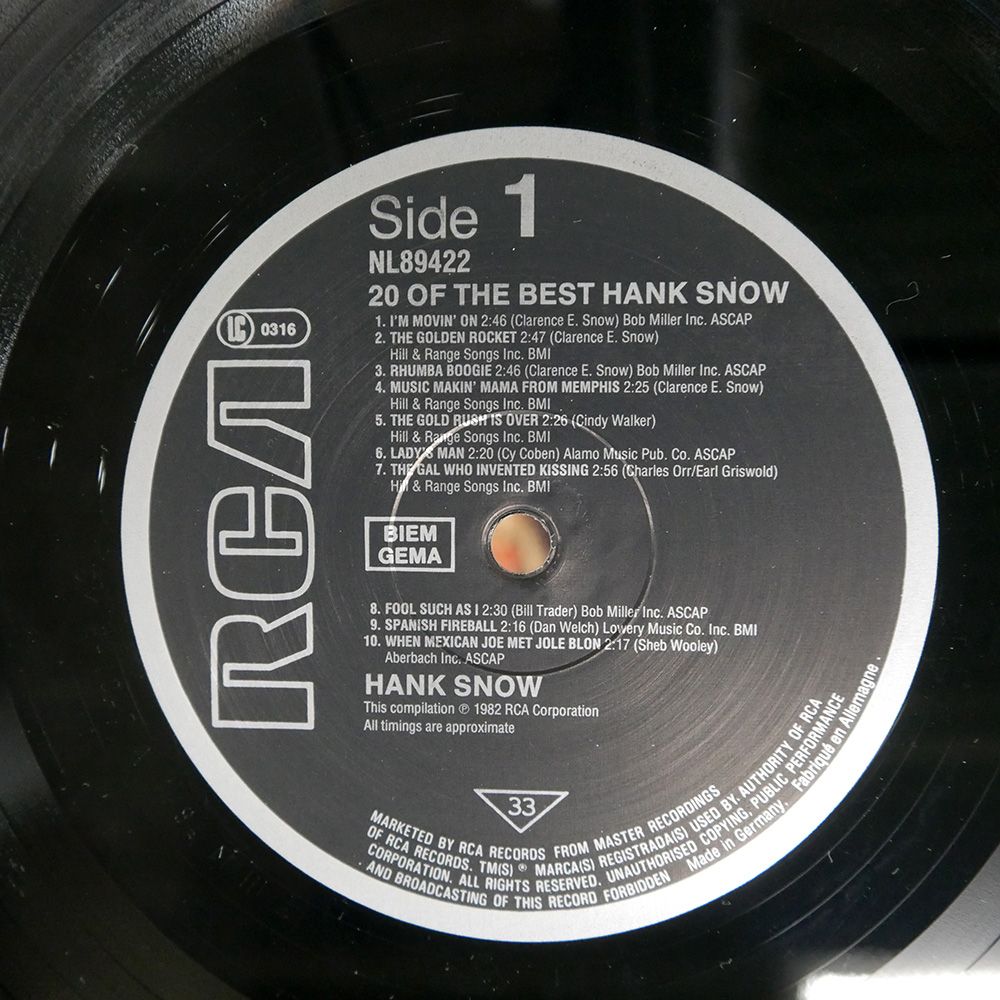 Side 1
NL89422
20 OF THE BEST HANK SNOW
1. I'M MOVIN' ON 2:46 (Clarence E. Snow) Bob Miller Inc. ASCAP
2. THE GOLDEN ROCKET 2:47 (Clarence E. Snow)
Hill & Range Songs Inc. BMI
3. RHUMBA BOOGIE 2:46 (Clarence E. Snow) Bob Miller Inc. ASCAP
4. MUSIC MAKIN' MAMA FROM MEMPHIS 2:25 (Clarence E. Snow)
Hill & Range Songs Inc. BMI
5. THE GOLD RUSH IS OVER 2:26 (Cindy Walker)
Hill & Range Songs Inc. BMI
6. LADY'S MAN 2:20 (Cy Coben) Alamo Music Pub. Co. ASCAP
7. THE GAL WHO INVENTED KISSING 2:56 (Charles Orr/Earl Griswold)
Hill & Range Songs Inc. BMI
LC 0316
RCA
BIEM
GEMA
8. FOOL SUCH AS I 2:30 (Bill Trader) Bob Miller Inc. ASCAP
9. SPANISH FIREBALL 2:16 (Dan Welch) Lowery Music Co. Inc. BMI
10. WHEN MEXICAN JOE MET JOLE BLON 2:17 (Sheb Wooley)
Aberbach Inc. ASCAP
HANK SNOW
This compilation ℗ 1982 RCA Corporation
All timings are approximate
33
MARKETED BY RCA RECORDS FROM MASTER RECORDINGS
OF RCA RECORDS. TM(S) ® MARCA(S) REGISTRADA(S) USED BY AUTHORITY OF RCA
CORPORATION. ALL RIGHTS RESERVED. UNAUTHORISED COPYING, PUBLIC PERFORMANCE
AND BROADCASTING OF THIS RECORD FORBIDDEN Made in Germany. Fabriqué en Allemagne.